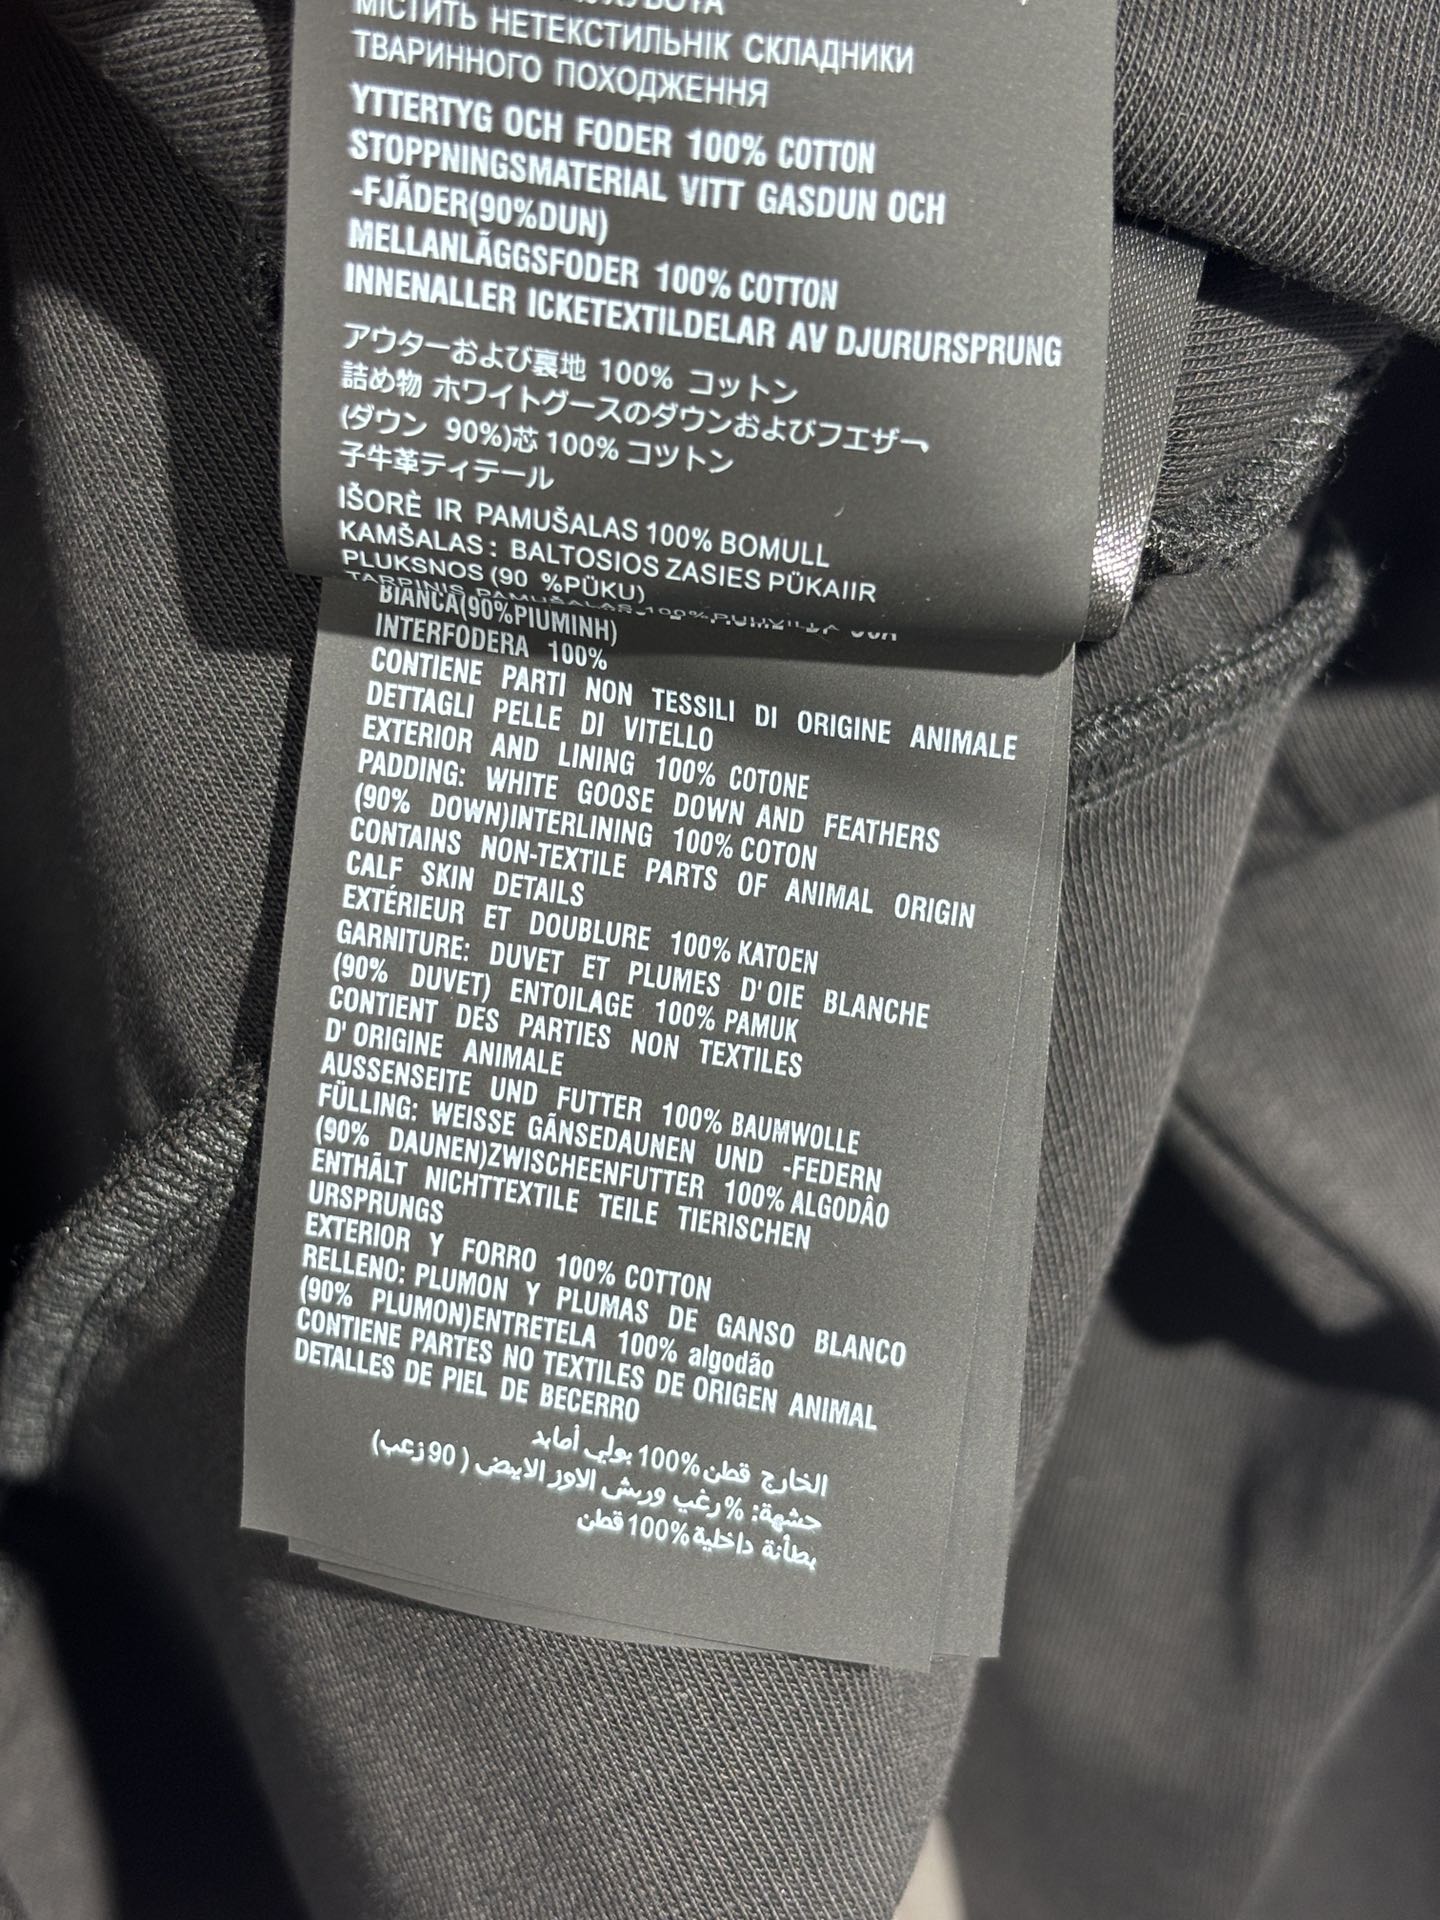 МІСТИТЬ НЕТЕКСТИЛЬНІК СКЛАДНИКИ
ТВАРИННОГО ПОХОДЖЕННЯ
YTTERTYG OCH FODER 100% COTTON
STOPPNINGSMATERIAL VITT GASDUN OCH
-FJÃDER(90%DUN)
MELLANLÃGGSFODER 100% COTTON
INNENALLER ICKETEXTILDELAR AV DJURURSPRUNG
アウターおよび裏地 100% コットン
詰め物 ホワイトグースのダウンおよびフエザー
(ダウン 90%)芯 100% コツトン
子牛革ティテール
IŠORÈ IR PAMUŠALAS 100% BOMULL
KAMŠALAS: BALTOSIOS ZASIES PŪKAIIR
PLUKSNOS (90 %PŪKU)
BIANCA(90%PIUMINH)
INTERFODERA 100%
CONTIENE PARTI NON TESSILI DI ORIGINE ANIMALE
DETTAGLI PELLE DI VITELLO
EXTERIOR AND LINING 100% COTONE
PADDING: WHITE GOOSE DOWN AND FEATHERS
(90% DOWN)INTERLINING 100% COTON
CONTAINS NON-TEXTILE PARTS OF ANIMAL ORIGIN
CALF SKIN DETAILS
EXTÉRIEUR ET DOUBLURE 100% KATOEN
GARNITURE: DUVET ET PLUMES D'OIE BLANCHE
(90% DUVET) ENTOILAGE 100% PAMUK
CONTIENT DES PARTIES NON TEXTILES
D'ORIGINE ANIMALE
AUSSENSEITE UND FUTTER 100% BAUMWOLLE
FÜLLING: WEISSE GÃNSEDAUNEN UND -FEDERN
(90% DAUNEN)ZWISCHEENFUTTER 100% ALGODÃO
ENTHÃLT NICHTTEXTILE TEILE TIERISCHEN
URSPRUNGS
EXTERIOR Y FORRO 100% COTTON
RELLENO: PLUMON Y PLUMAS DE GANSO BLANCO
(90% PLUMON)ENTRETELA 100% algodão
CONTIENE PARTES NO TEXTILES DE ORIGEN ANIMAL
DETALLES DE PIEL DE BECERRO
الخارج قطن%100 بولي أمايد
حشهة: %رغب وريش الاوز الابيض ( 90 زعب)
بطأنة داخلية%100 قطن